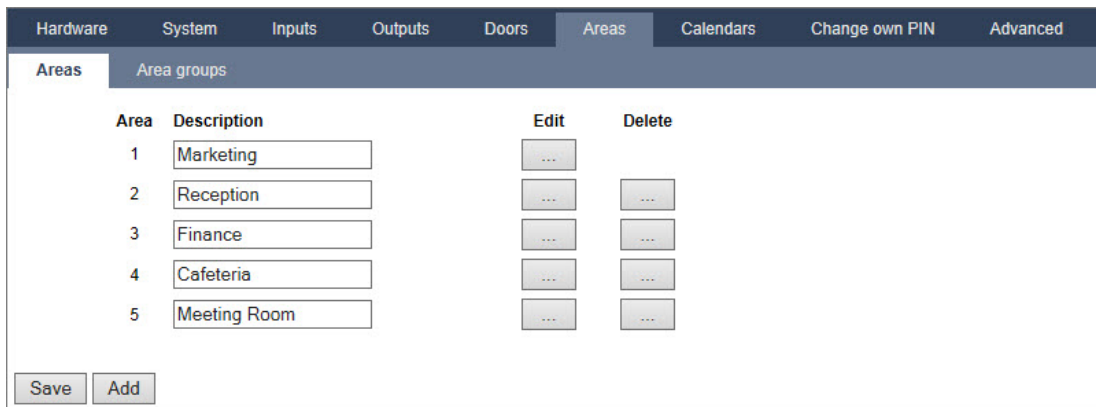 Hardware System Inputs Outputs Doors Areas Calendars Change own PIN Advanced
Areas Area groups
Area Description Edit Delete
1 Marketing ...
2 Reception ... ...
3 Finance ... ...
4 Cafeteria ... ...
5 Meeting Room ... ...
Save Add